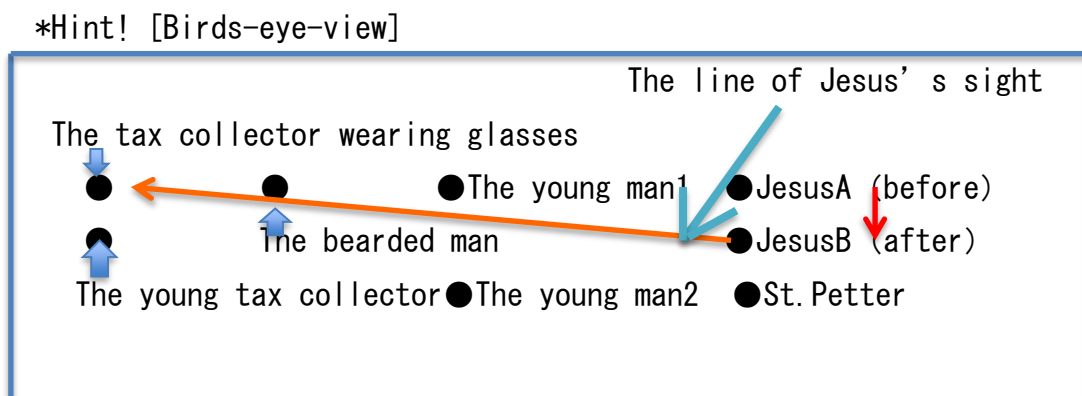 *Hint! [Birds-eye-view]
The line of Jesus’s sight
The tax collector wearing glasses
●The young man1 ●JesusA (before)
The bearded man ●JesusB (after)
The young tax collector●The young man2 ●St.Petter